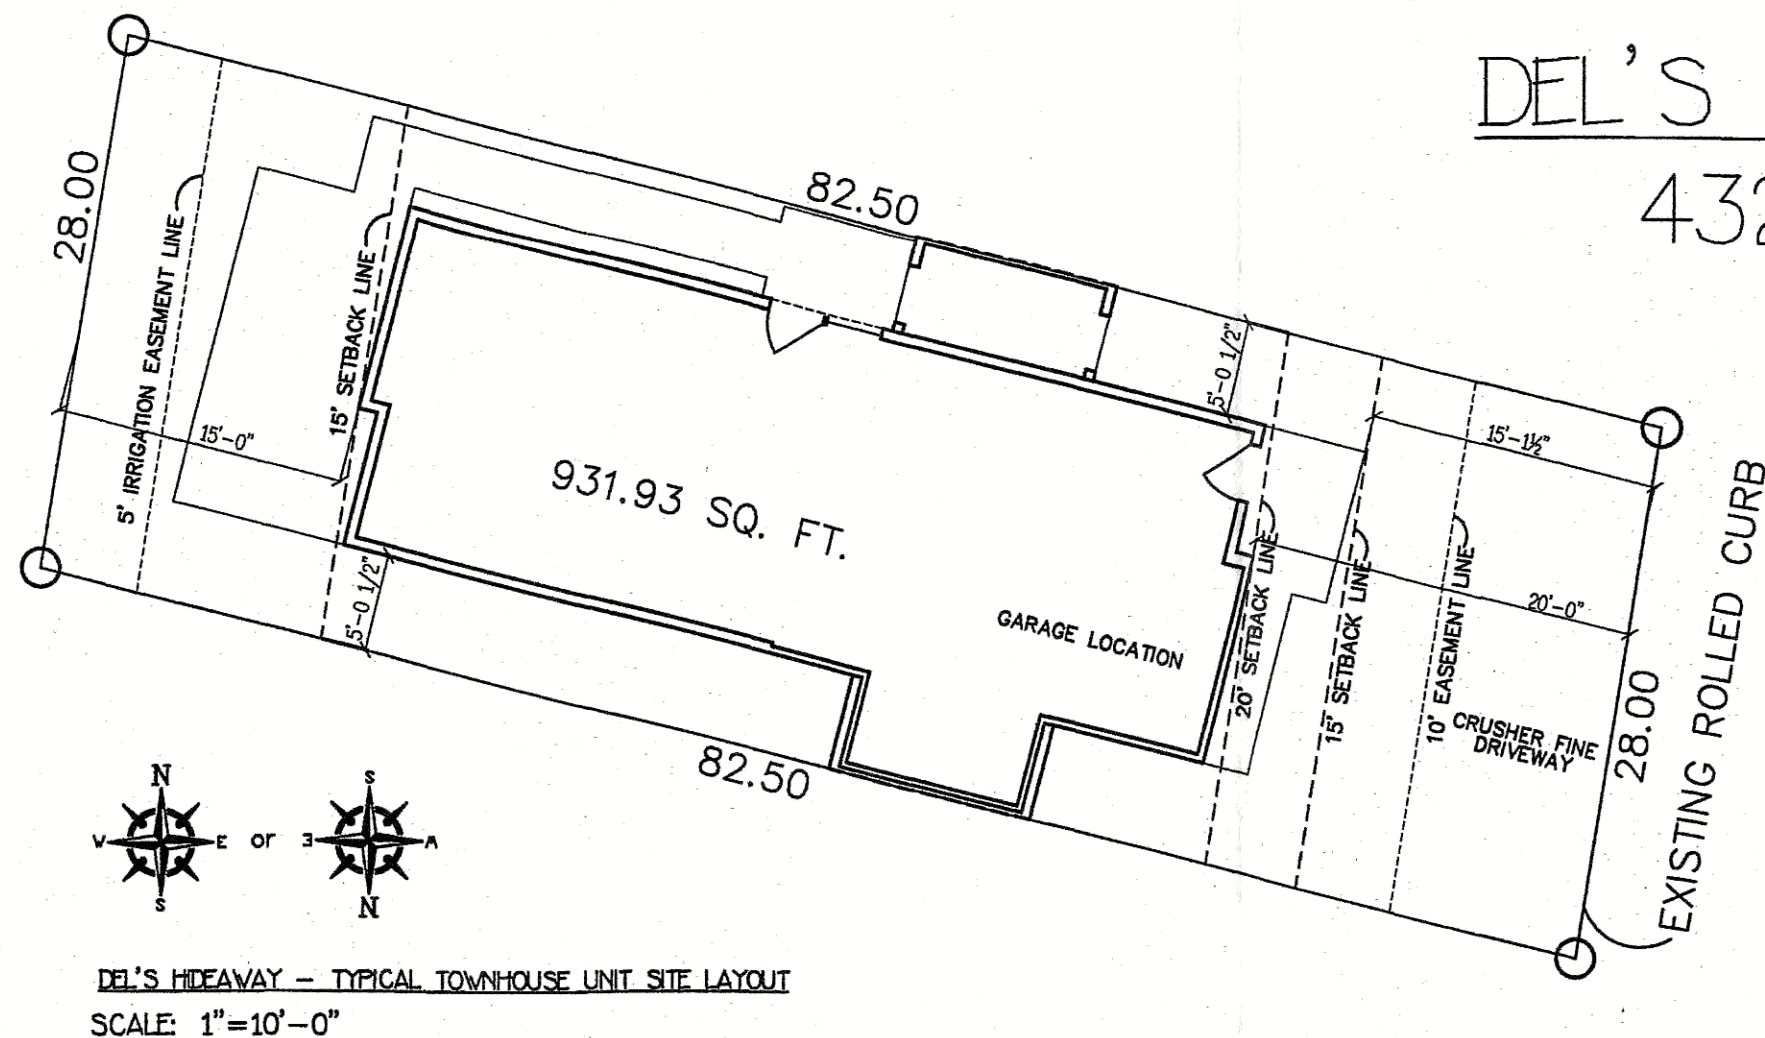 DEL'S
432
82.50
28.00
5' IRRIGATION EASEMENT LINE
15' SETBACK LINE
15'-0"
5'-0 1/2"
5'-0 1/2"
15'-1½"
931.93 SQ. FT.
GARAGE LOCATION
20' SETBACK LINE
15' SETBACK LINE
10' EASEMENT LINE
20'-0"
CRUSHER FINE
DRIVEWAY
28.00
EXISTING ROLLED CURB
82.50
N
W E
S
or
S
E W
N
DEL'S HIDEAWAY - TYPICAL TOWNHOUSE UNIT SITE LAYOUT
SCALE: 1"=10'-0"